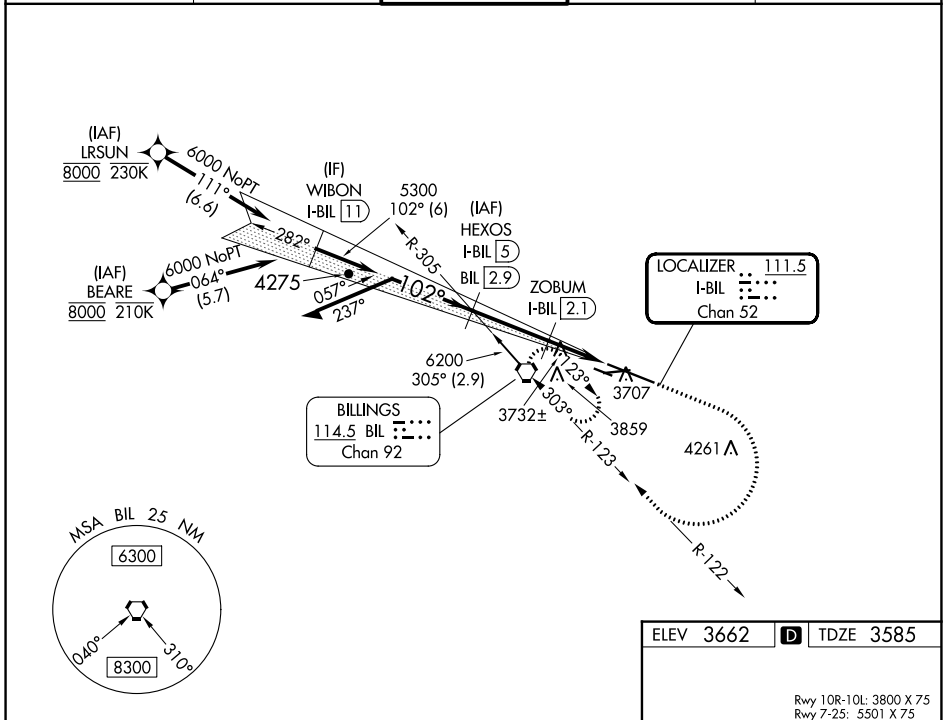 (IAF)
LRSUN
8000 230K
6000 NoPT
111°
(6.6)
(IF)
WIBON
I-BIL 11
5300
102° (6)
R-305
(IAF)
HEXOS
I-BIL 5
BIL 2.9
282°
(IAF)
BEARE
8000 210K
6000 NoPT
064°
(5.7)
4275
057°
237°
102°
ZOBUM
I-BIL 2.1
LOCALIZER 111.5
I-BIL
Chan 52
6200
305° (2.9)
123°
303°
3707
3732±
3859
BILLINGS
114.5 BIL
Chan 92
R-123
4261
R-122
MSA BIL 25 NM
6300
040°
310°
8300
ELEV 3662 D TDZE 3585
Rwy 10R-10L: 3800 X 75
Rwy 7-25: 5501 X 75